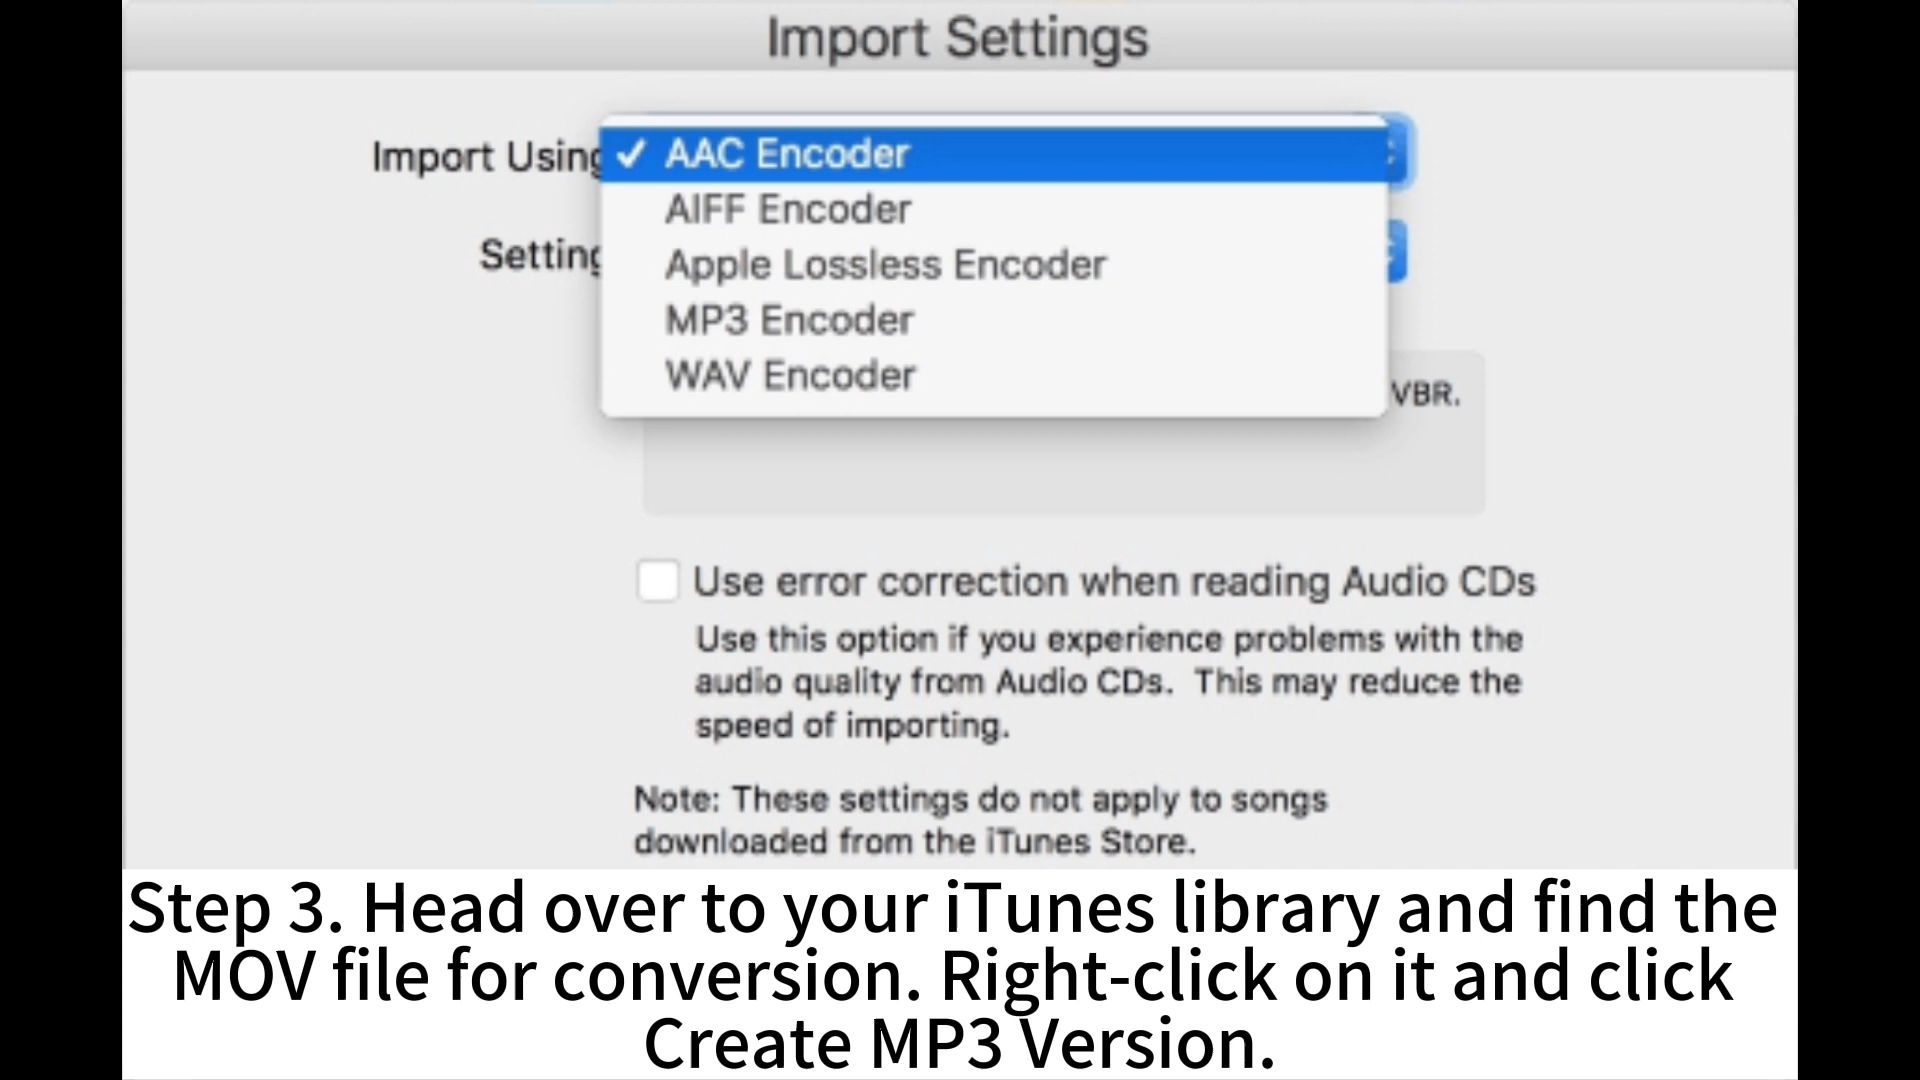 Import Settings
Import Using
✓ AAC Encoder
AIFF Encoder
Setting
Apple Lossless Encoder
MP3 Encoder
WAV Encoder
VBR.
Use error correction when reading Audio CDs
Use this option if you experience problems with the
audio quality from Audio CDs. This may reduce the
speed of importing.
Note: These settings do not apply to songs
downloaded from the iTunes Store.
Step 3. Head over to your iTunes library and find the
MOV file for conversion. Right-click on it and click
Create MP3 Version.